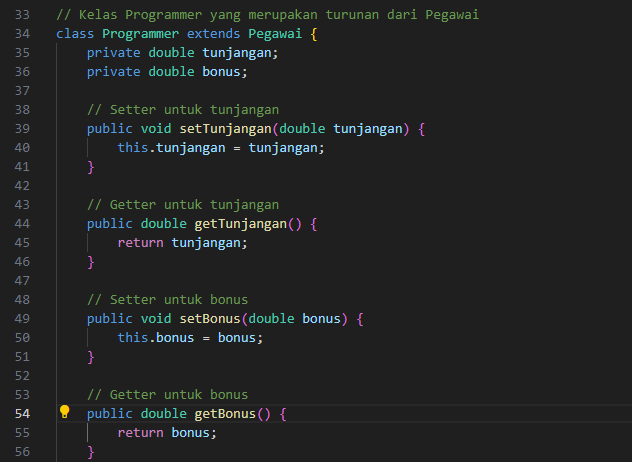 33 // Kelas Programmer yang merupakan turunan dari Pegawai
34 class Programmer extends Pegawai {
35 private double tunjangan;
36 private double bonus;
37
38 // Setter untuk tunjangan
39 public void setTunjangan(double tunjangan) {
40 this.tunjangan = tunjangan;
41 }
42
43 // Getter untuk tunjangan
44 public double getTunjangan() {
45 return tunjangan;
46 }
47
48 // Setter untuk bonus
49 public void setBonus(double bonus) {
50 this.bonus = bonus;
51 }
52
53 // Getter untuk bonus
54 public double getBonus() {
55 return bonus;
56 }